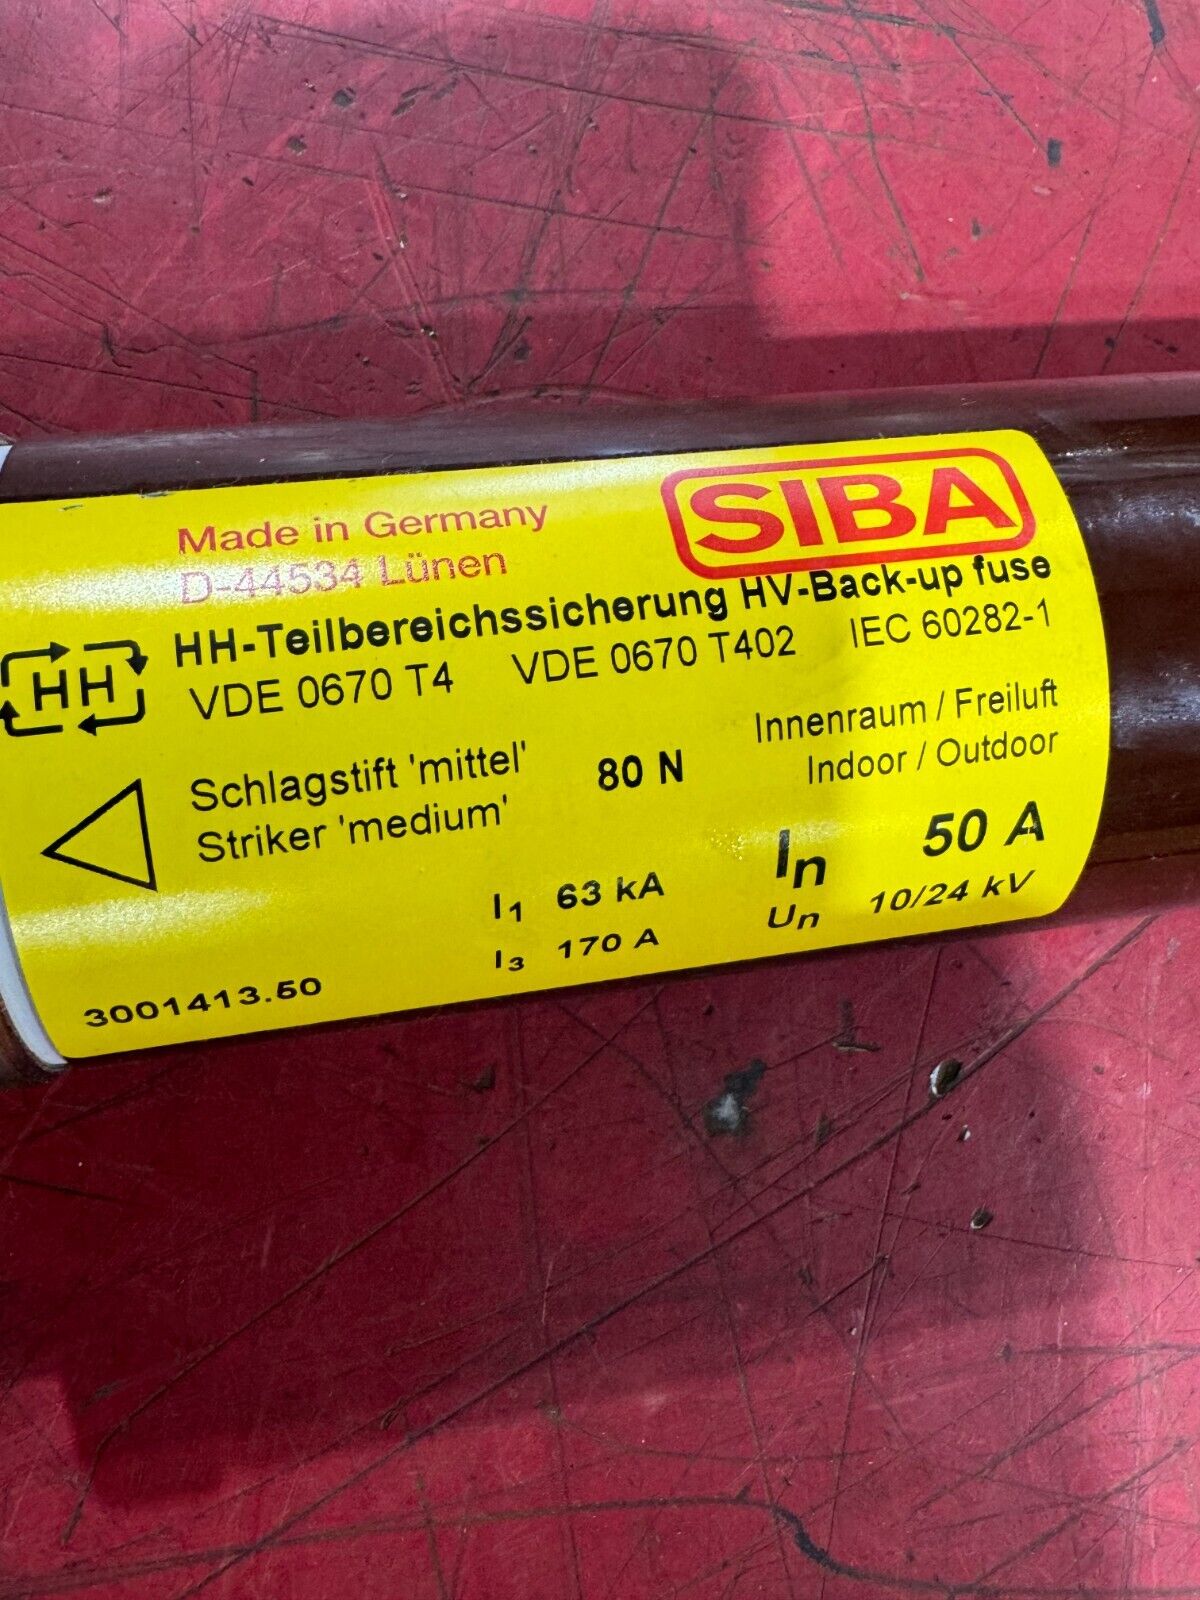 SIBA
Made in Germany
D-44534 Lünen
HH-Teilbereichssicherung HV-Back-up fuse
VDE 0670 T4 VDE 0670 T402 IEC 60282-1
HH
Innenraum / Freiluft
Indoor / Outdoor
Schlagstift 'mittel'
Striker 'medium'
80 N
I1 63 kA
I3 170 A
In 50 A
Un 10/24 kV
3001413.50